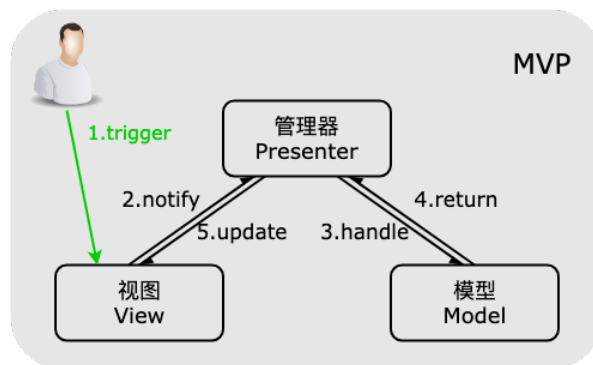 MVP
1.trigger
管理器
Presenter
2.notify
4.return
5.update
3.handle
视图
View
模型
Model